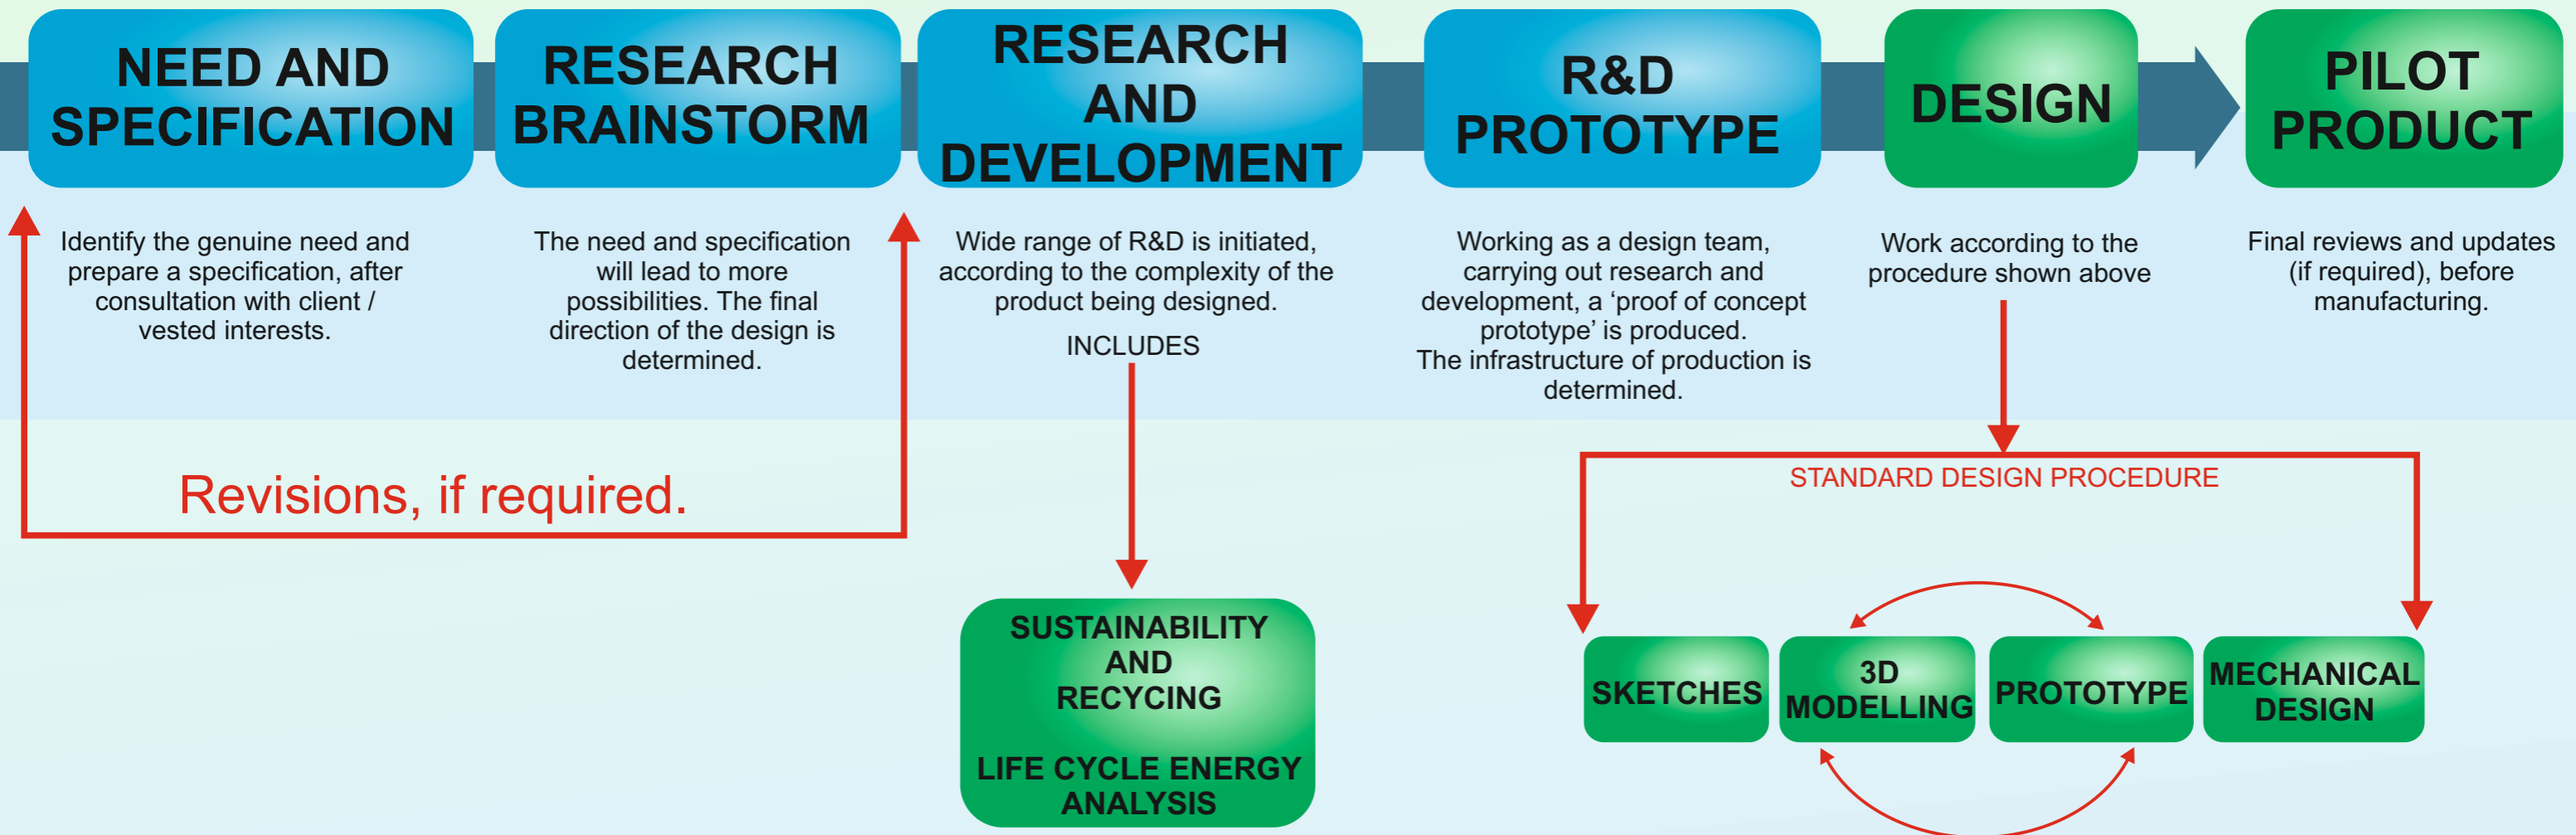 NEED AND
SPECIFICATION
RESEARCH
BRAINSTORM
RESEARCH
AND
DEVELOPMENT
R&D
PROTOTYPE
DESIGN
PILOT
PRODUCT
Identify the genuine need and
prepare a specification, after
consultation with client /
vested interests.
The need and specification
will lead to more
possibilities. The final
direction of the design is
determined.
Wide range of R&D is initiated,
according to the complexity of the
product being designed.
INCLUDES
Working as a design team,
carrying out research and
development, a ‘proof of concept
prototype’ is produced.
The infrastructure of production is
determined.
Work according to the
procedure shown above
Final reviews and updates
(if required), before
manufacturing.
Revisions, if required.
STANDARD DESIGN PROCEDURE
SUSTAINABILITY
AND
RECYCING
LIFE CYCLE ENERGY
ANALYSIS
SKETCHES
3D
MODELLING
PROTOTYPE
MECHANICAL
DESIGN